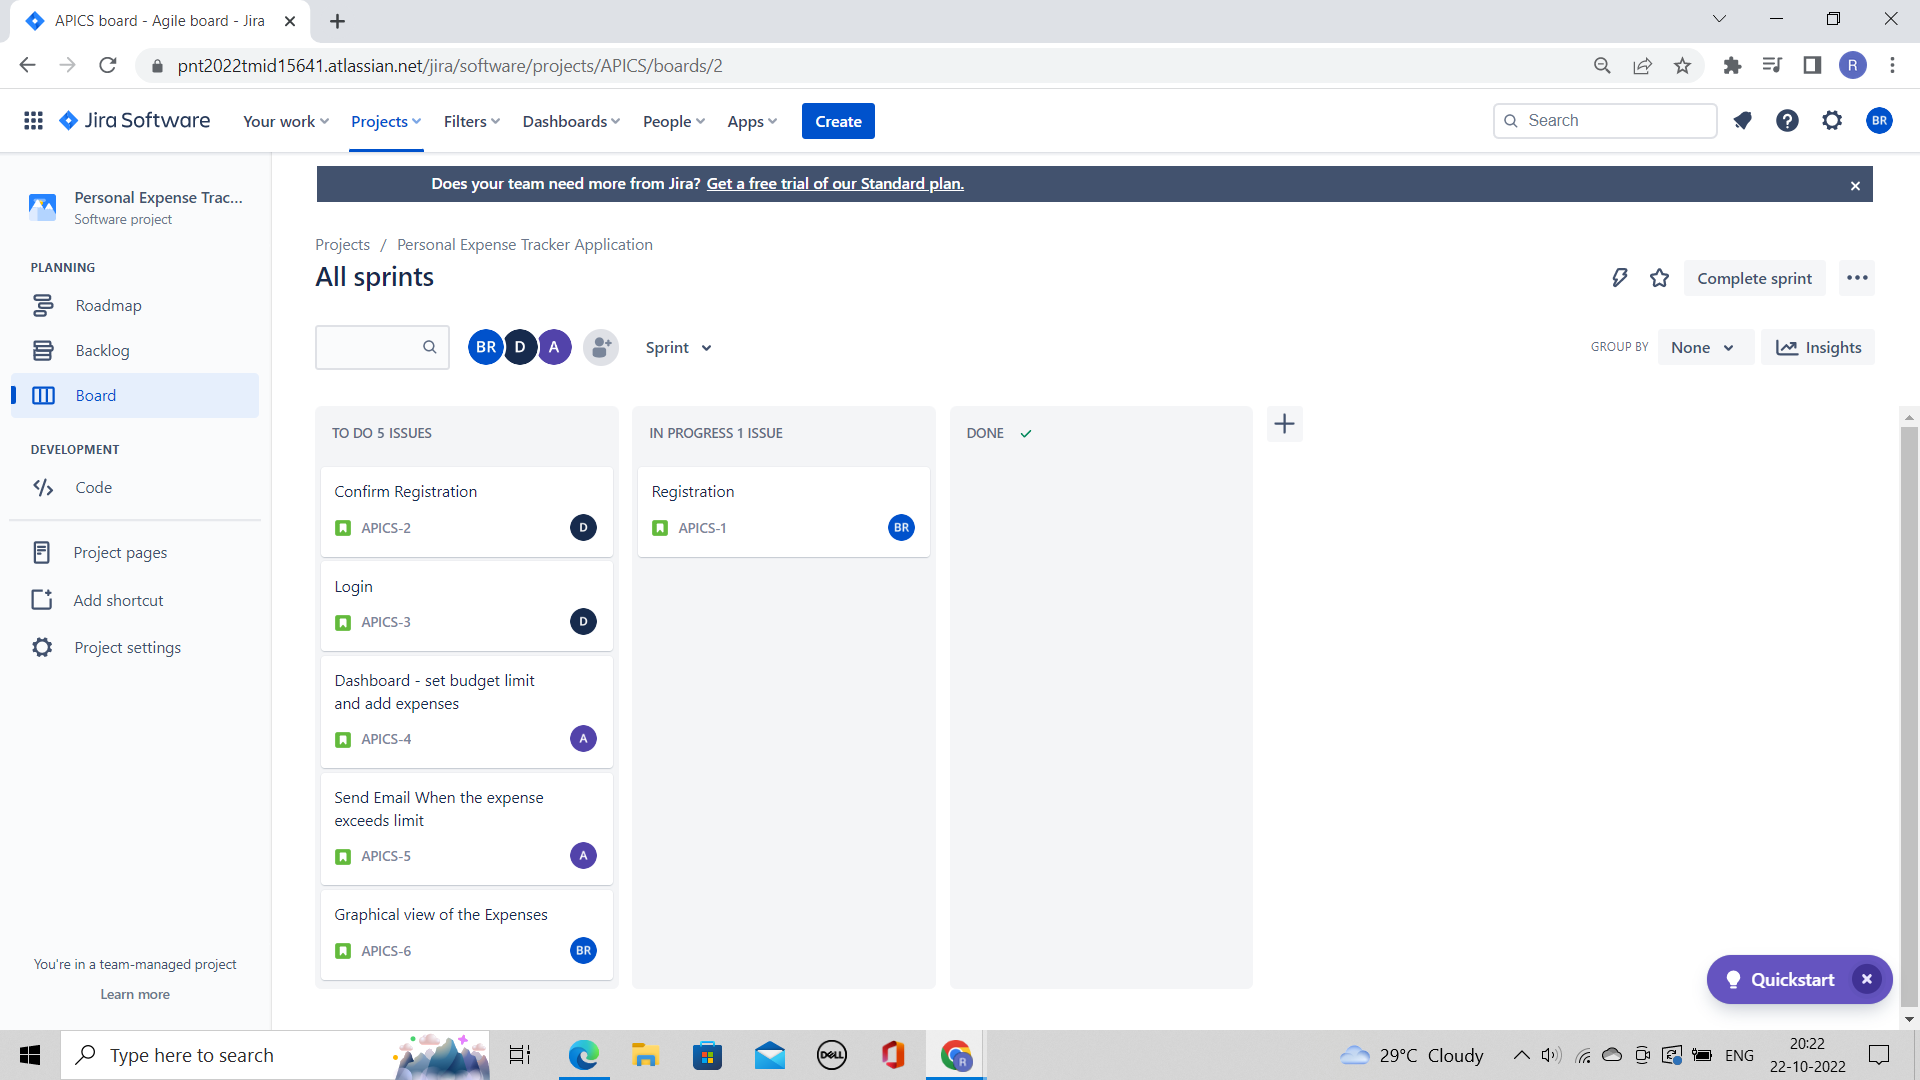 APICS board - Agile board - Jira
pnt2022tmid15641.atlassian.net/jira/software/projects/APICS/boards/2
R
Jira Software
Your work
Projects
Filters
Dashboards
People
Apps
Create
Search
BR
Personal Expense Trac...
Software project
PLANNING
Roadmap
Backlog
Board
DEVELOPMENT
Code
Project pages
Add shortcut
Project settings
You're in a team-managed project
Learn more
Does your team need more from Jira? Get a free trial of our Standard plan.
Projects / Personal Expense Tracker Application
All sprints
Complete sprint
BR D A
Sprint
GROUP BY
None
Insights
TO DO 5 ISSUES
Confirm Registration
APICS-2
D
Login
APICS-3
D
Dashboard - set budget limit
and add expenses
APICS-4
A
Send Email When the expense
exceeds limit
APICS-5
A
Graphical view of the Expenses
APICS-6
BR
IN PROGRESS 1 ISSUE
Registration
APICS-1
BR
DONE
Quickstart
Type here to search
DELL
R
29°C Cloudy
ENG
20:22
22-10-2022